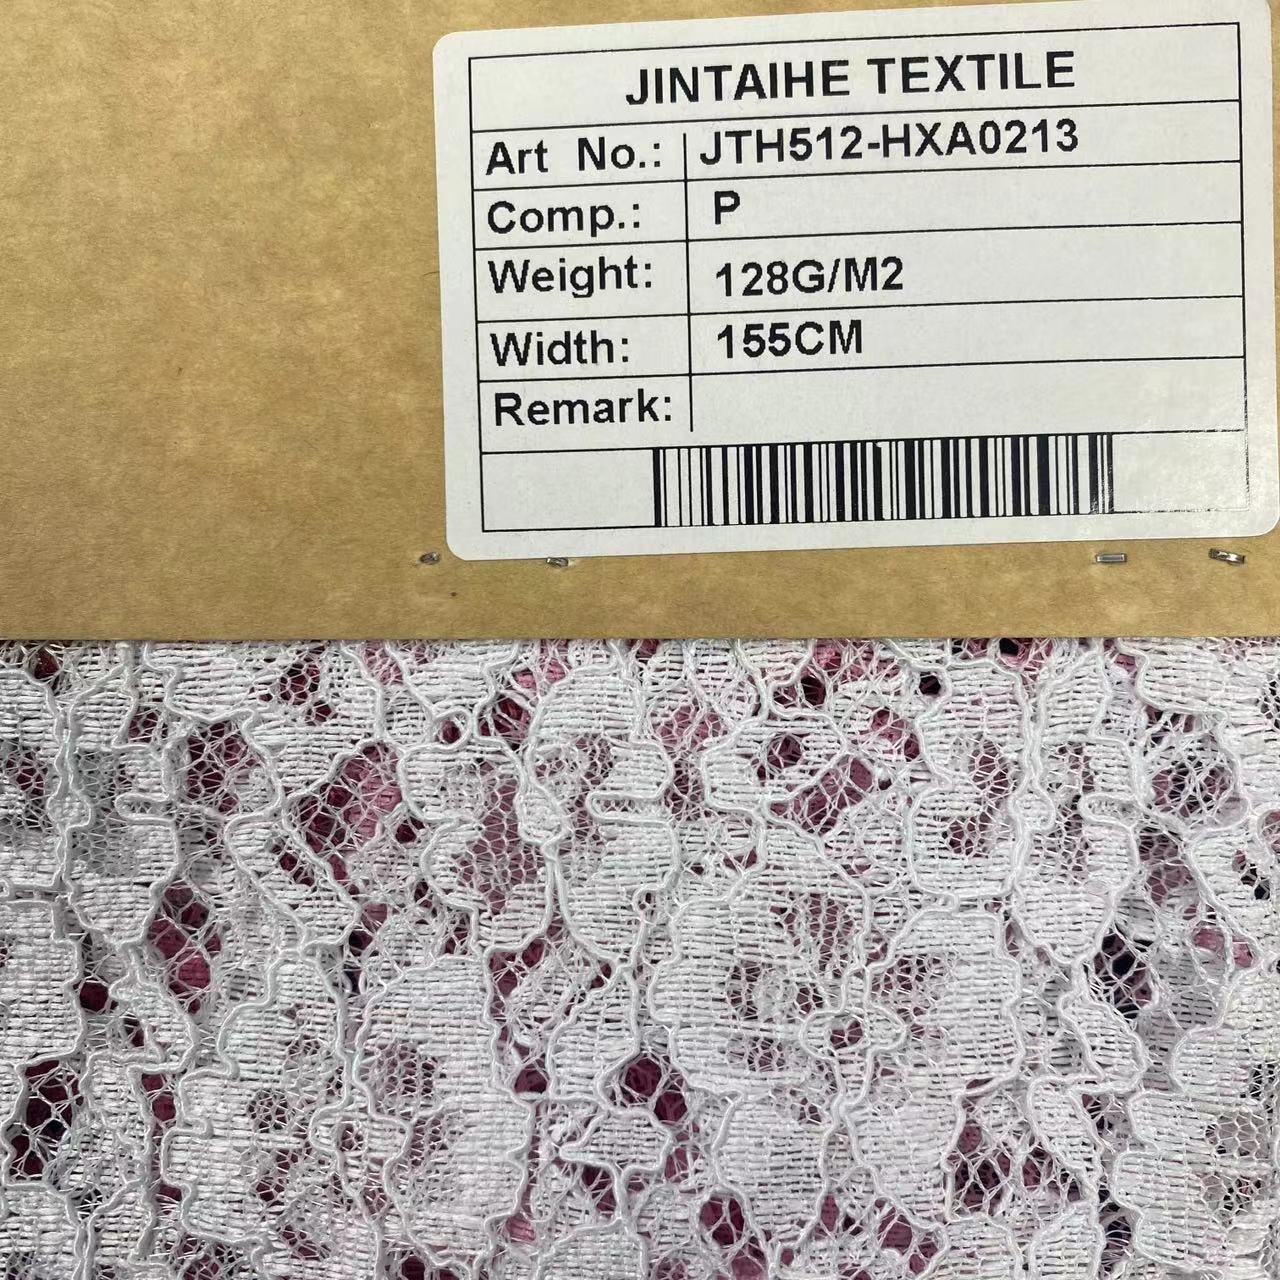 JINTAIHE TEXTILE
Art No.: JTH512-HXA0213
Comp.: P
Weight: 128G/M2
Width: 155CM
Remark: